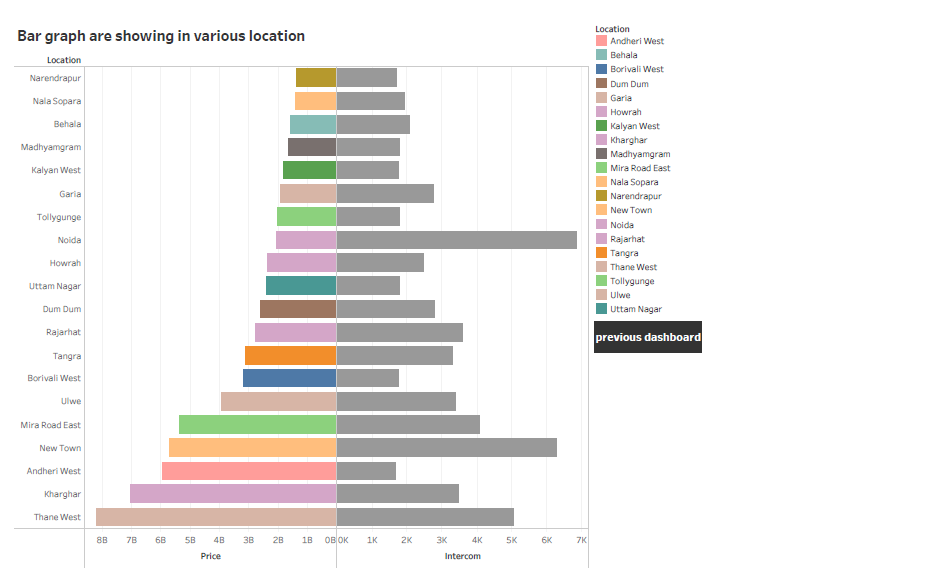 Bar graph are showing in various location
Location
Narendrapur
Nala Sopara
Behala
Madhyamgram
Kalyan West
Garia
Tollygunge
Noida
Howrah
Uttam Nagar
Dum Dum
Rajarhat
Tangra
Borivali West
Ulwe
Mira Road East
New Town
Andheri West
Kharghar
Thane West
8B 7B 6B 5B 4B 3B 2B 1B 0B 0K 1K 2K 3K 4K 5K 6K 7K
Price Intercom
Location
Andheri West
Behala
Borivali West
Dum Dum
Garia
Howrah
Kalyan West
Kharghar
Madhyamgram
Mira Road East
Nala Sopara
Narendrapur
New Town
Noida
Rajarhat
Tangra
Thane West
Tollygunge
Ulwe
Uttam Nagar
previous dashboard